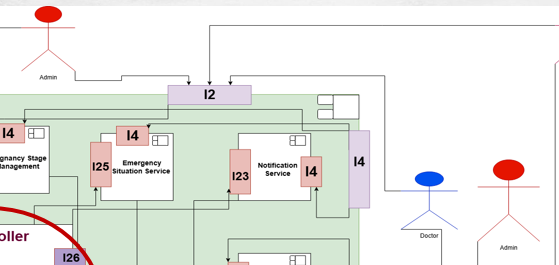 Admin
I2
I4
I4
I4
gnancy Stage
anagement
I25
Emergency
Situation Service
I23
Notification
Service
I4
Doctor
Admin
oller
I26